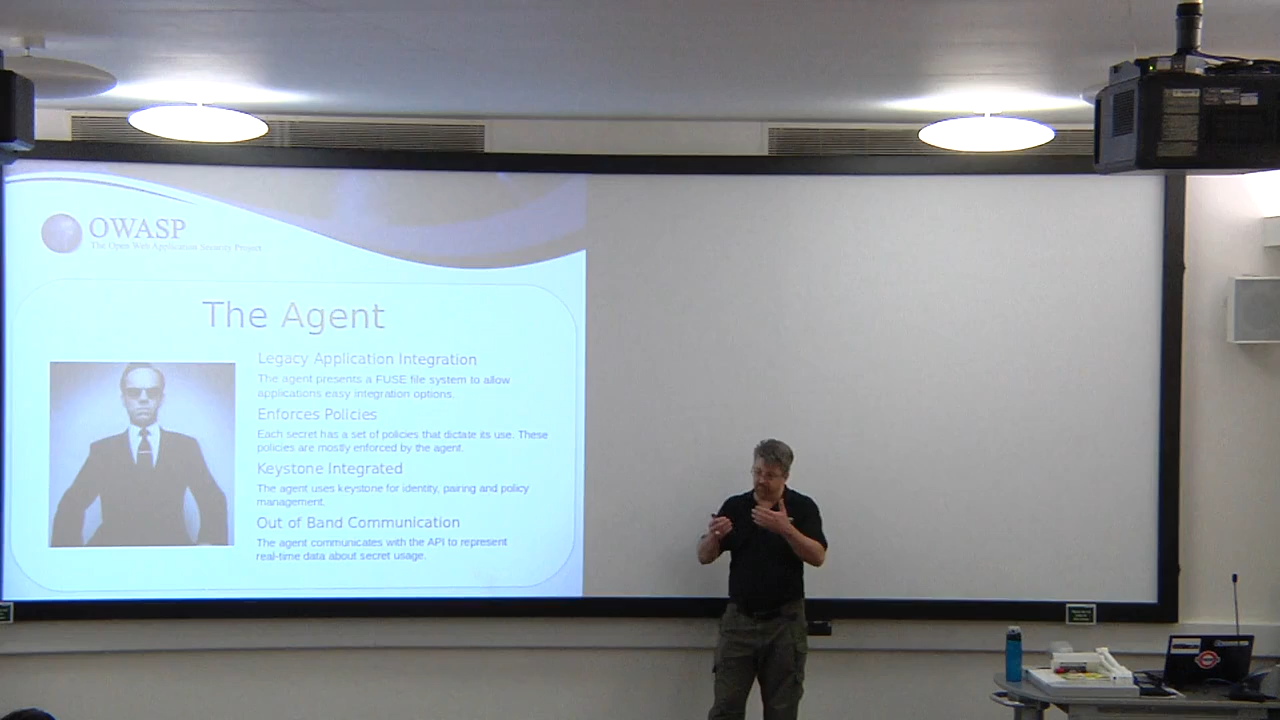 OWASP
The Open Web Application Security Project
The Agent
Legacy Application Integration
The agent presents a FUSE file system to allow
applications easy integration options.
Enforces Policies
Each secret has a set of policies that dictate its use. These
policies are mostly enforced by the agent.
Keystone Integrated
The agent uses keystone for identity, pairing and policy
management.
Out of Band Communication
The agent communicates with the API to represent
real-time data about secret usage.